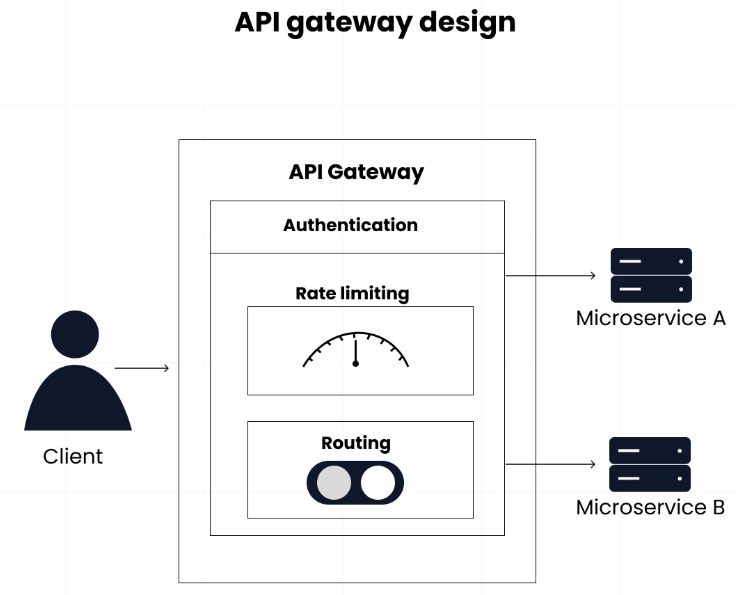 API gateway design
API Gateway
Authentication
Rate limiting
Routing
Client
Microservice A
Microservice B